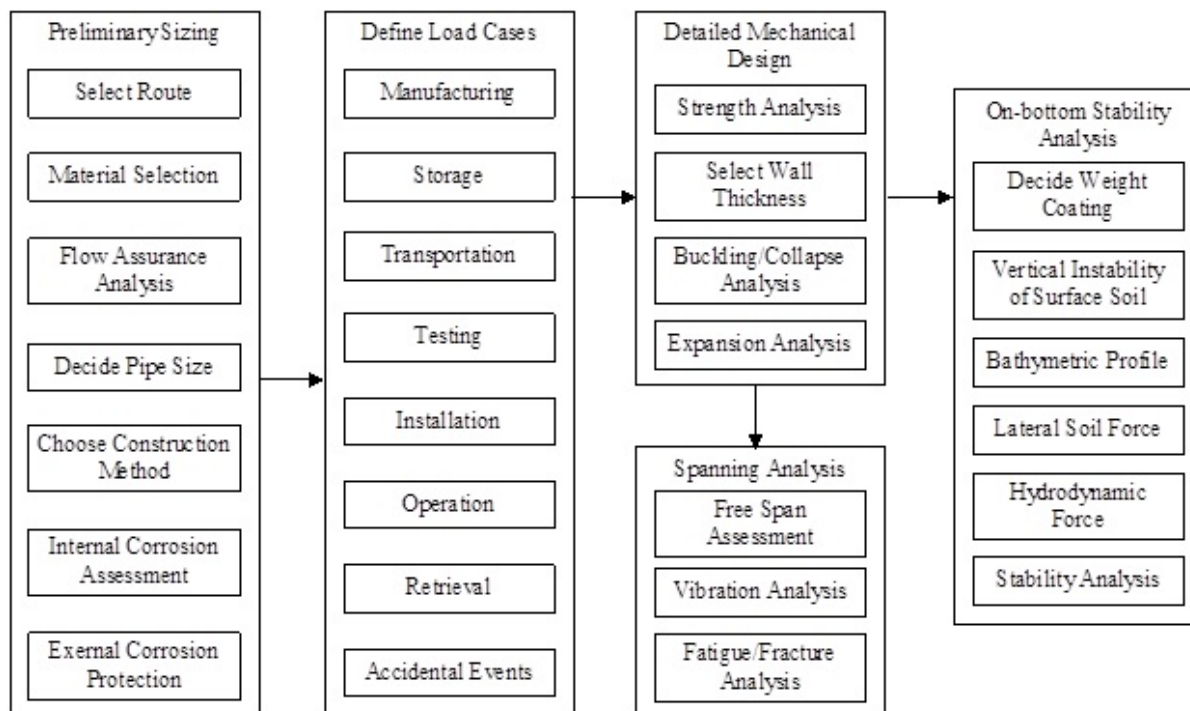 Preliminary Sizing
Select Route
Material Selection
Flow Assurance
Analysis
Decide Pipe Size
Choose Construction
Method
Internal Corrosion
Assessment
Exernal Corrosion
Protection
Define Load Cases
Manufacturing
Storage
Transportation
Testing
Installation
Operation
Retrieval
Accidental Events
Detailed Mechanical
Design
Strength Analysis
Select Wall
Thickness
Buckling/Collapse
Analysis
Expansion Analysis
Spanning Analysis
Free Span
Assessment
Vibration Analysis
Fatigue/Fracture
Analysis
On-bottom Stability
Analysis
Decide Weight
Coating
Vertical Instability
of Surface Soil
Bathymetric Profile
Lateral Soil Force
Hydrodynamic
Force
Stability Analysis